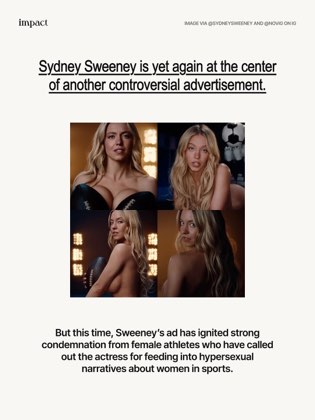 impact
IMAGE VIA @SYDNEYSWEENEY AND @NOVIG ON IG
Sydney Sweeney is yet again at the center
of another controversial advertisement.
But this time, Sweeney's ad has ignited strong
condemnation from female athletes who have called
out the actress for feeding into hypersexual
narratives about women in sports.